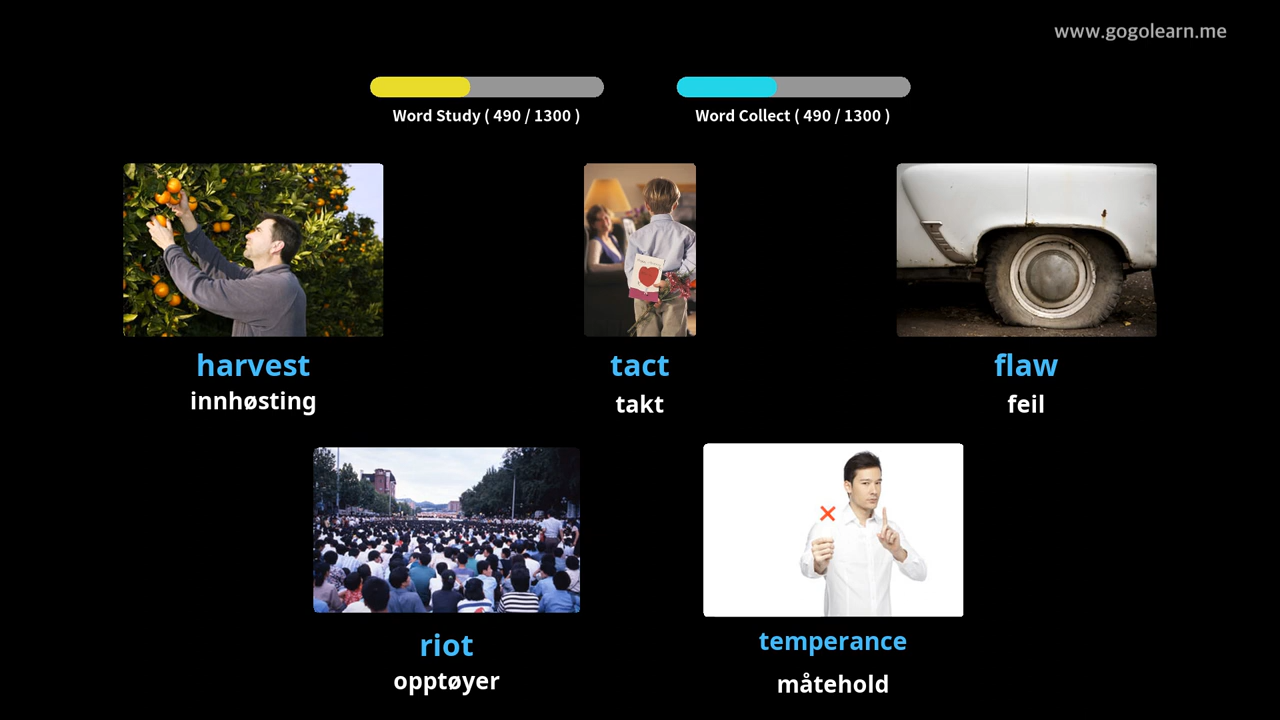 www.gogolearn.me
Word Study ( 490 / 1300 )
Word Collect ( 490 / 1300 )
harvest
innhøsting
tact
takt
flaw
feil
riot
opptøyer
temperance
måtehold